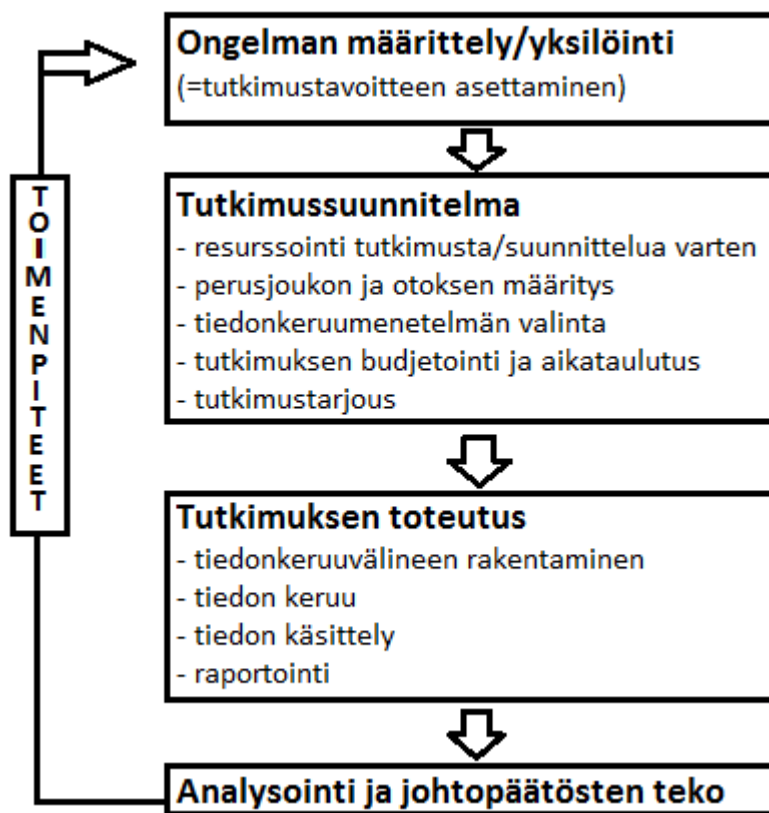 Ongelman määrittely/yksilöinti
(=tutkimustavoitteen asettaminen)
TOIMENPITEET
Tutkimussuunnitelma
- resurssointi tutkimusta/suunnittelua varten
- perusjoukon ja otoksen määritys
- tiedonkeruumenetelmän valinta
- tutkimuksen budjetointi ja aikataulutus
- tutkimustarjous
Tutkimuksen toteutus
- tiedonkeruuvälineen rakentaminen
- tiedon keruu
- tiedon käsittely
- raportointi
Analysointi ja johtopäätösten teko